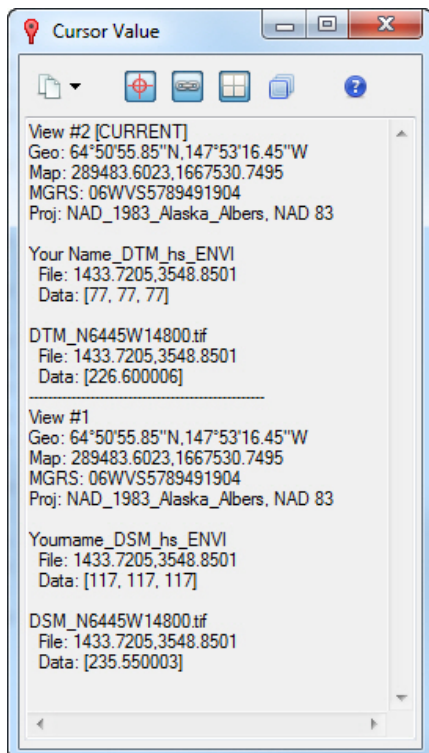 Cursor Value
View #2 [CURRENT]
Geo: 64°50'55.85"N,147°53'16.45"W
Map: 289483.6023,1667530.7495
MGRS: 06WVS5789491904
Proj: NAD_1983_Alaska_Albers, NAD 83
Your Name_DTM_hs_ENVI
File: 1433.7205,3548.8501
Data: [77, 77, 77]
DTM_N6445W14800.tif
File: 1433.7205,3548.8501
Data: [226.600006]
--------------------------------------------------
View #1
Geo: 64°50'55.85"N,147°53'16.45"W
Map: 289483.6023,1667530.7495
MGRS: 06WVS5789491904
Proj: NAD_1983_Alaska_Albers, NAD 83
Yourname_DSM_hs_ENVI
File: 1433.7205,3548.8501
Data: [117, 117, 117]
DSM_N6445W14800.tif
File: 1433.7205,3548.8501
Data: [235.550003]